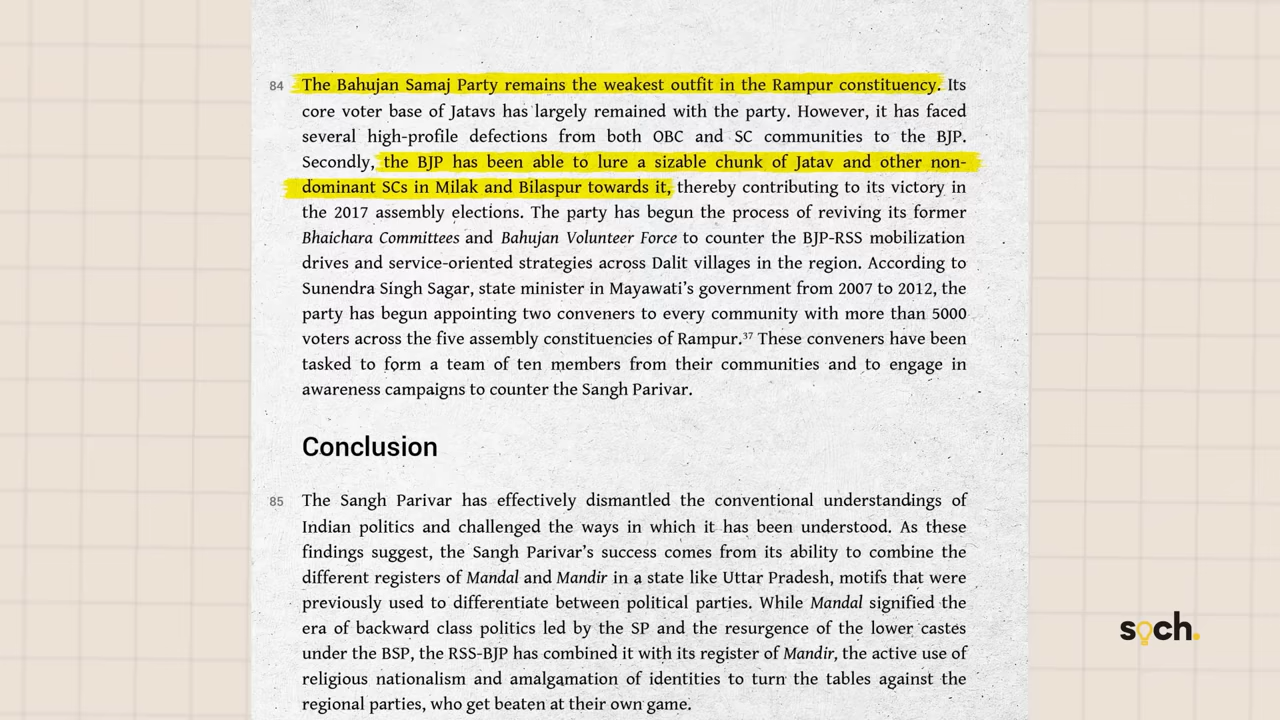 84
The Bahujan Samaj Party remains the weakest outfit in the Rampur constituency. Its
core voter base of Jatavs has largely remained with the party. However, it has faced
several high-profile defections from both OBC and SC communities to the BJP.
Secondly, the BJP has been able to lure a sizable chunk of Jatav and other non-
dominant SCs in Milak and Bilaspur towards it, thereby contributing to its victory in
the 2017 assembly elections. The party has begun the process of reviving its former
Bhaichara Committees and Bahujan Volunteer Force to counter the BJP-RSS mobilization
drives and service-oriented strategies across Dalit villages in the region. According to
Sunendra Singh Sagar, state minister in Mayawati’s government from 2007 to 2012, the
party has begun appointing two conveners to every community with more than 5000
voters across the five assembly constituencies of Rampur.³⁷ These conveners have been
tasked to form a team of ten members from their communities and to engage in
awareness campaigns to counter the Sangh Parivar.
Conclusion
85
The Sangh Parivar has effectively dismantled the conventional understandings of
Indian politics and challenged the ways in which it has been understood. As these
findings suggest, the Sangh Parivar’s success comes from its ability to combine the
different registers of Mandal and Mandir in a state like Uttar Pradesh, motifs that were
previously used to differentiate between political parties. While Mandal signified the
era of backward class politics led by the SP and the resurgence of the lower castes
under the BSP, the RSS-BJP has combined it with its register of Mandir, the active use of
religious nationalism and amalgamation of identities to turn the tables against the
regional parties, who get beaten at their own game.
soch.